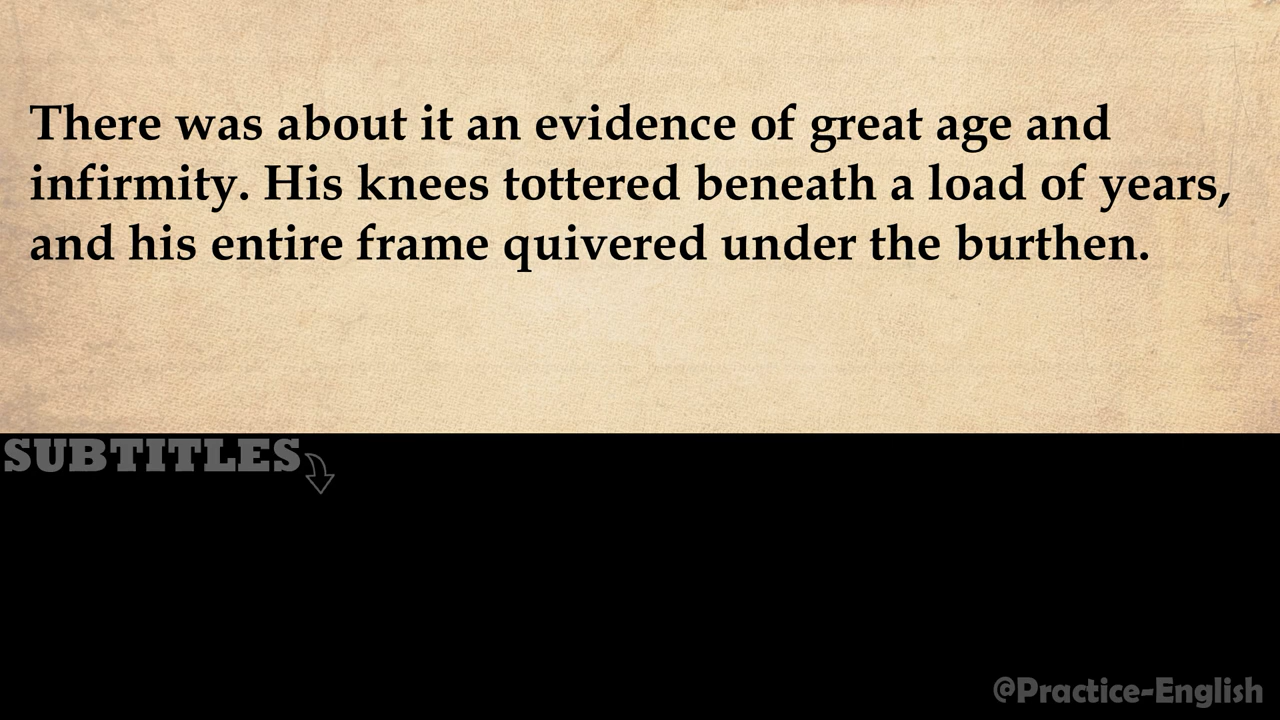 There was about it an evidence of great age and
infirmity. His knees tottered beneath a load of years,
and his entire frame quivered under the burthen.
SUBTITLES
@Practice-English